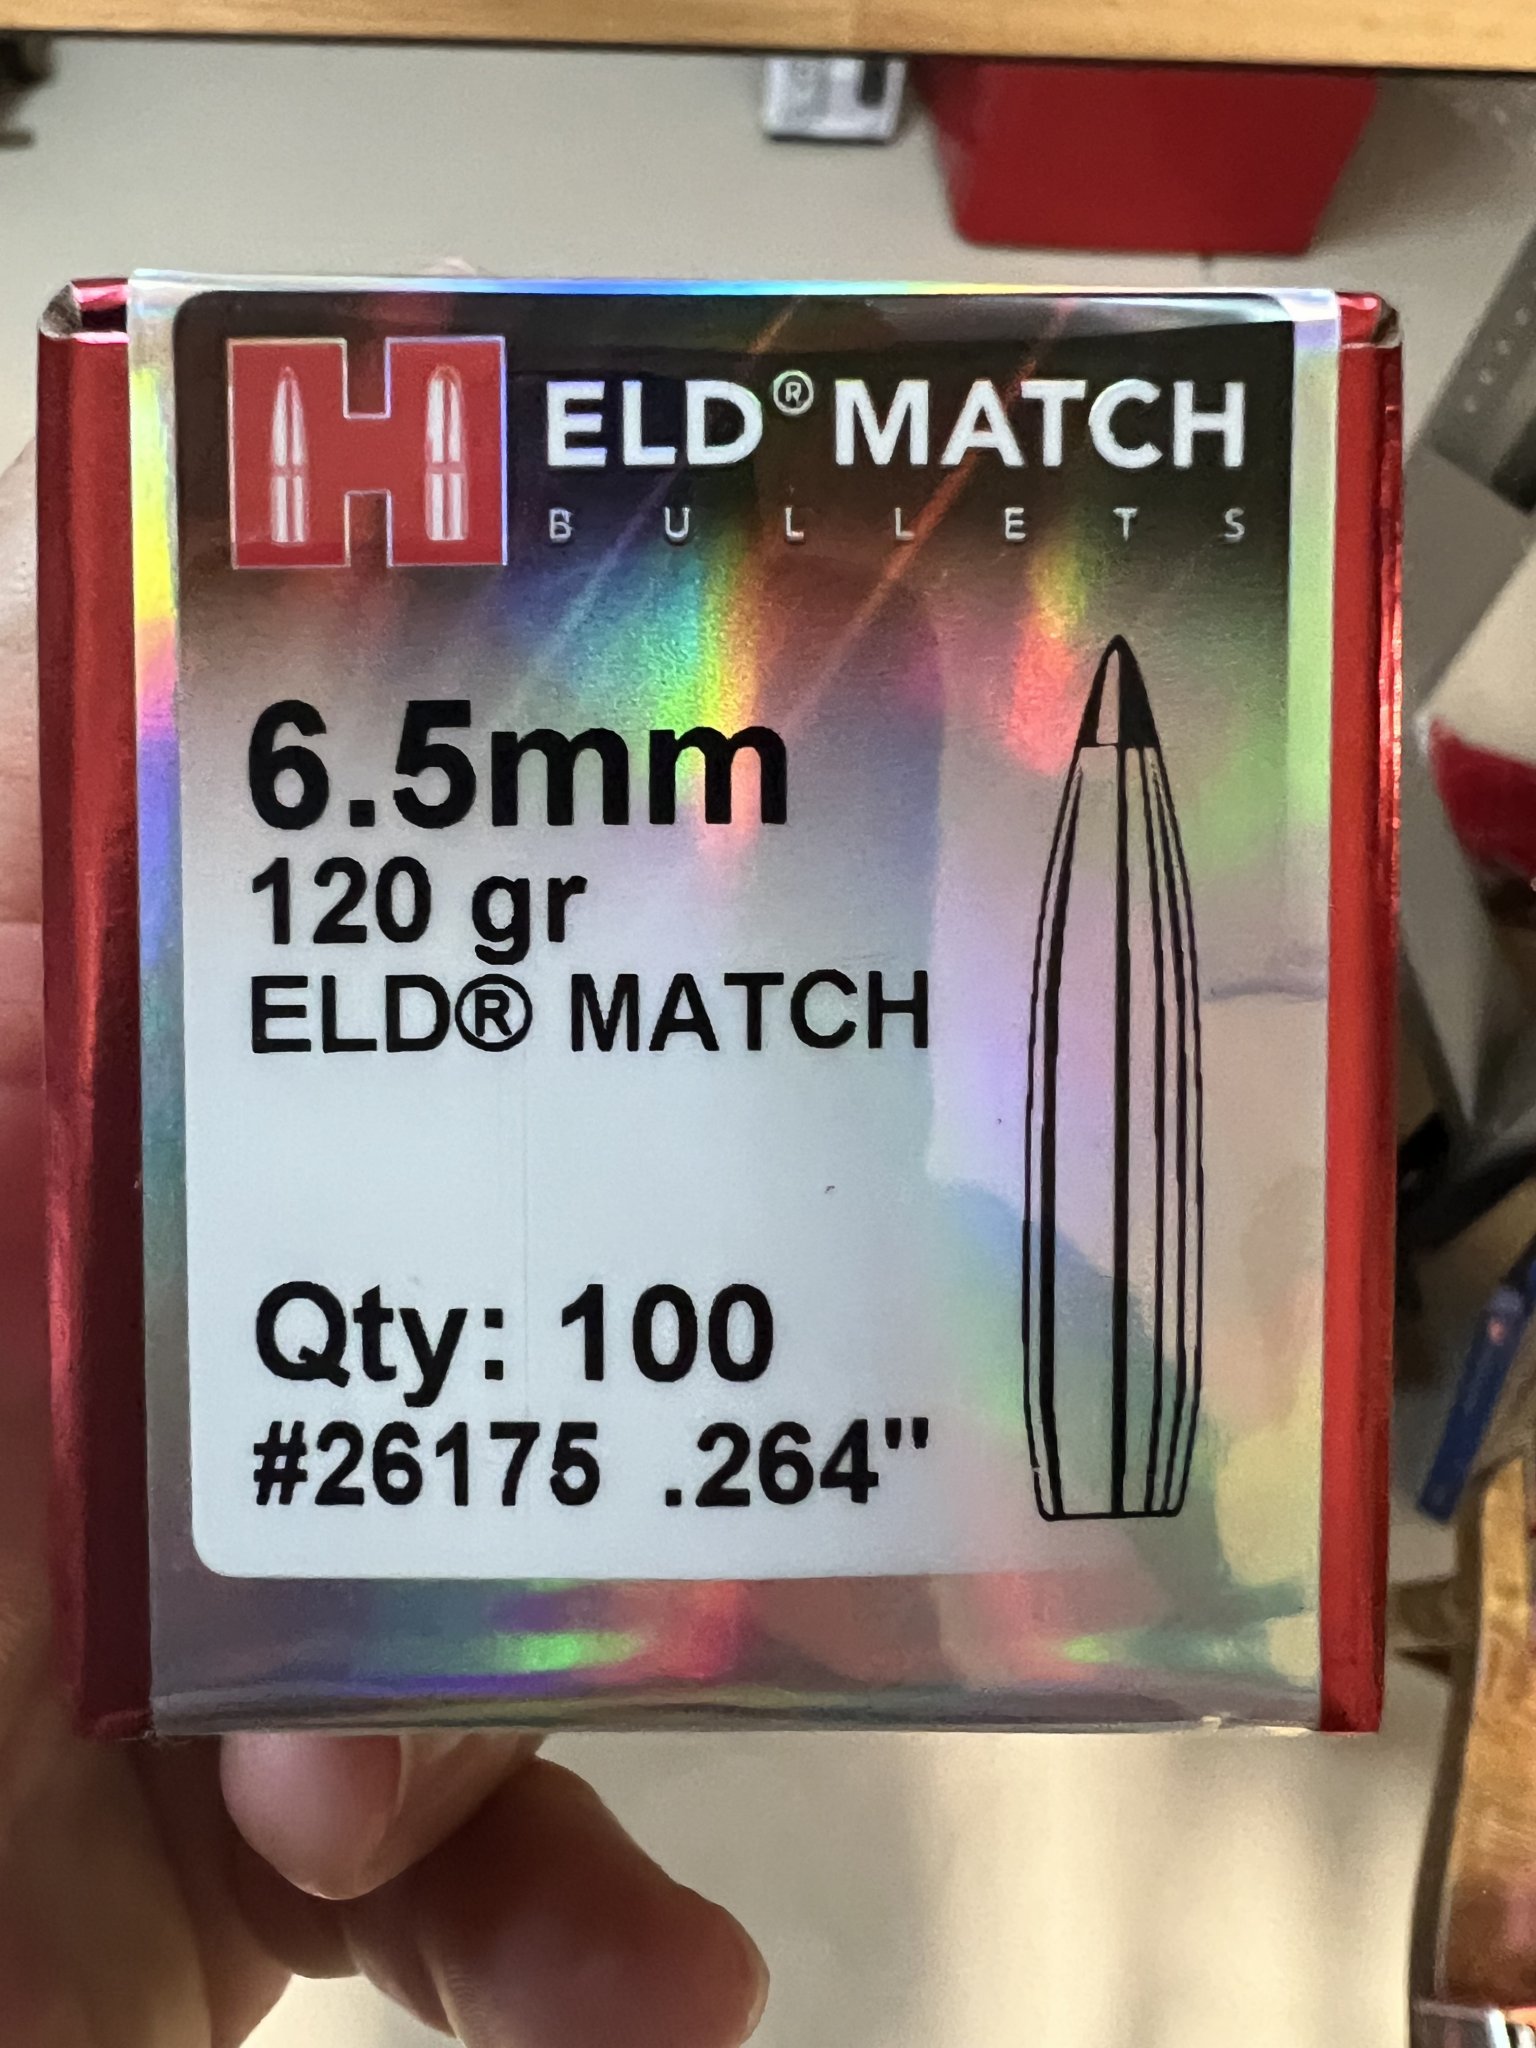 ELD® MATCH
BULLETS
6.5mm
120 gr
ELD® MATCH
Qty: 100
#26175 .264"